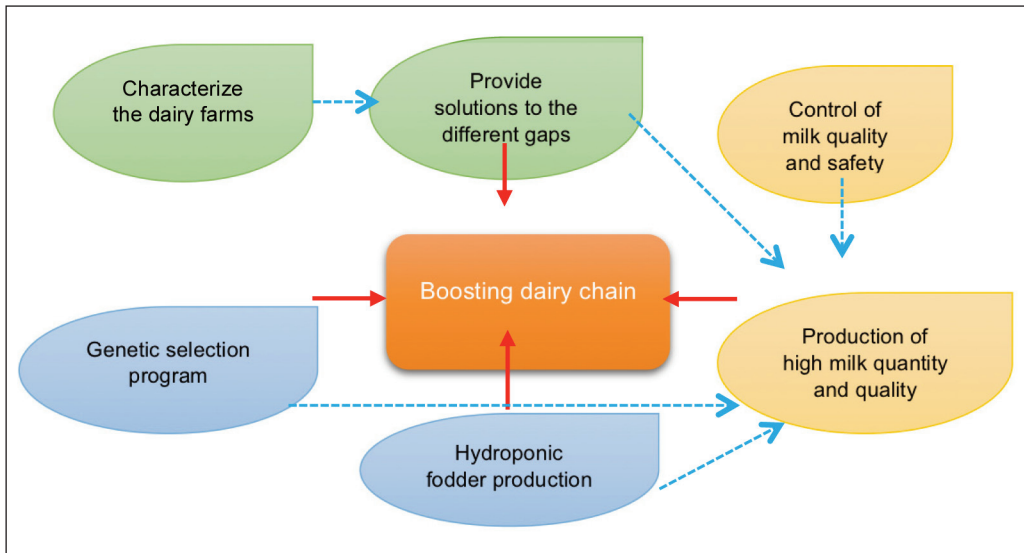 Characterize
the dairy farms
Provide
solutions to the
different gaps
Control of
milk quality
and safety
Boosting dairy chain
Genetic selection
program
Production of
high milk quantity
and quality
Hydroponic
fodder production